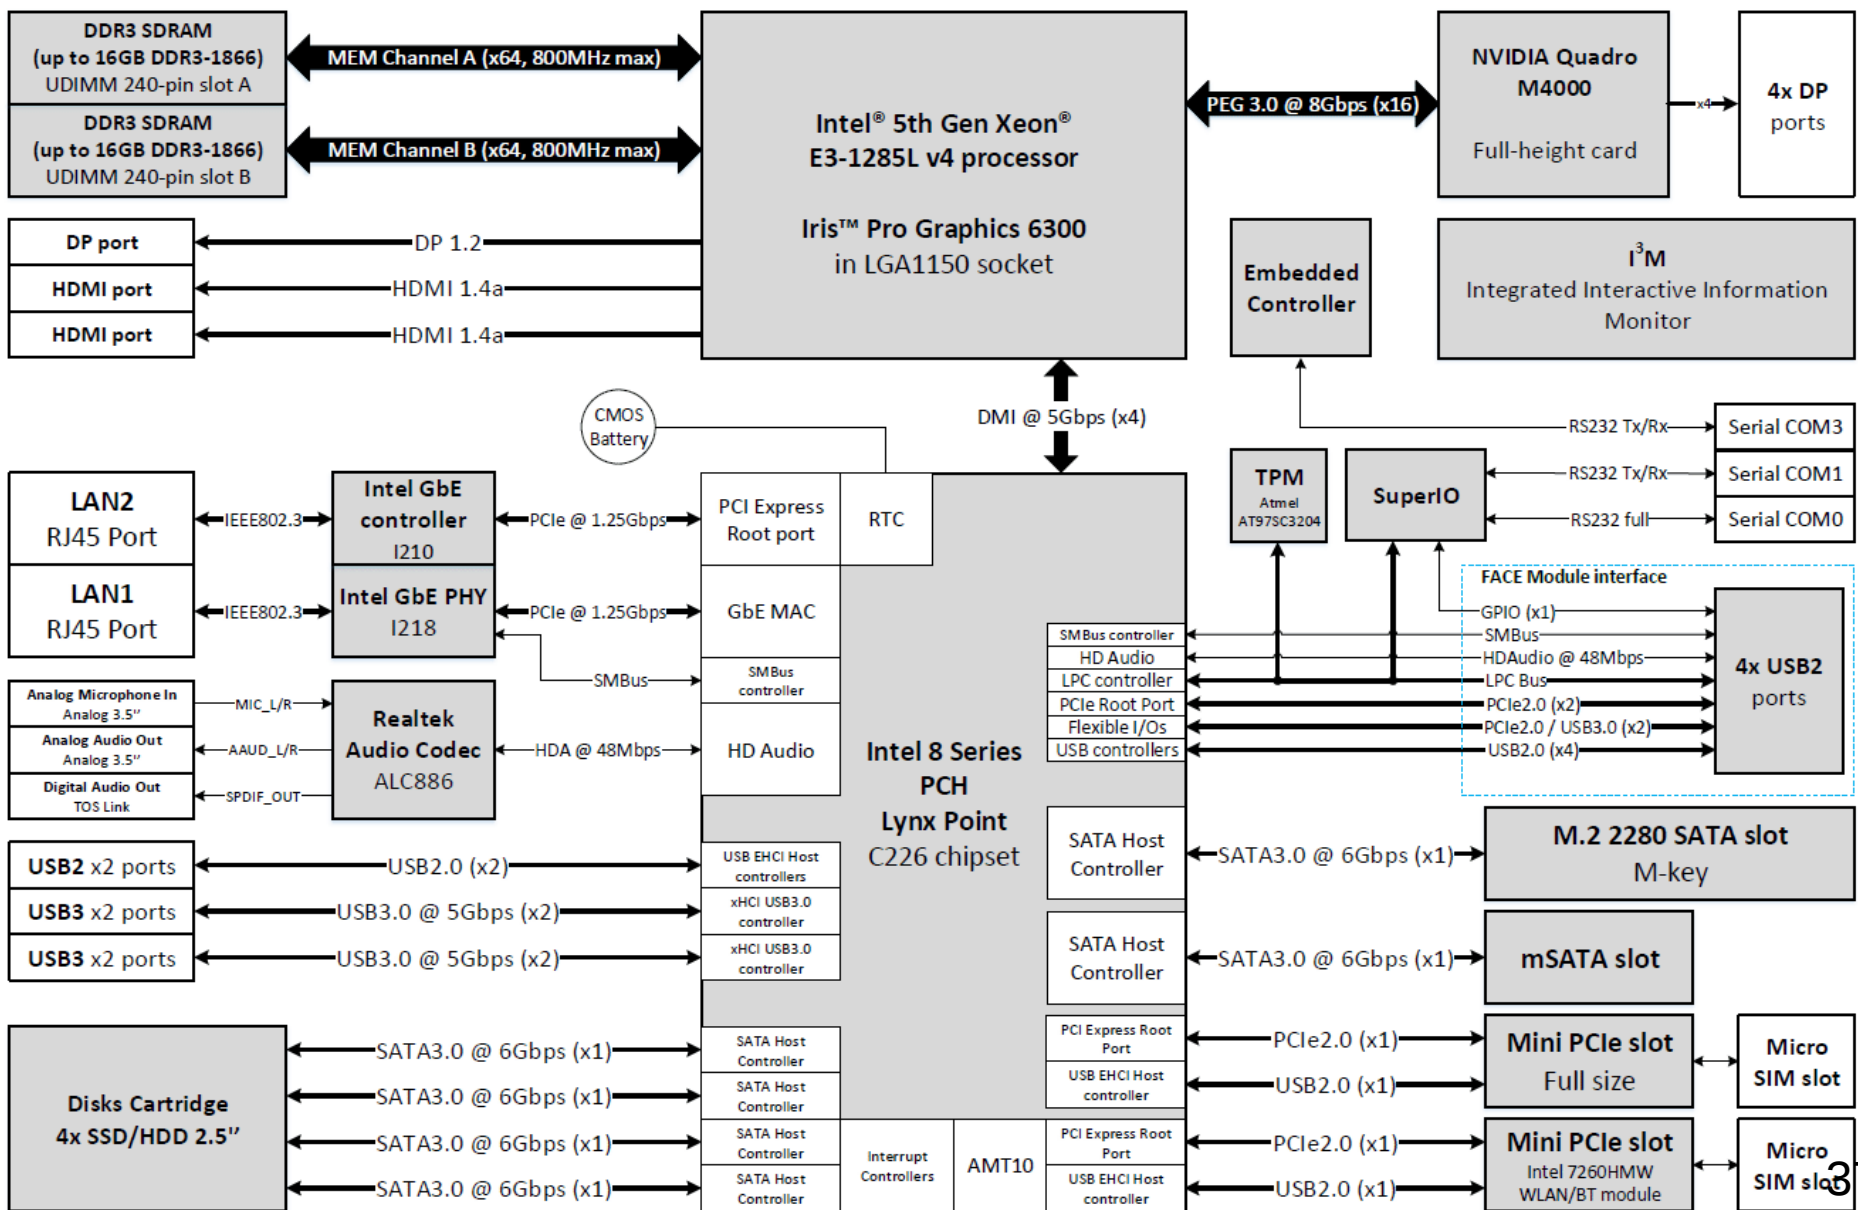 DDR3 SDRAM
(up to 16GB DDR3-1866)
UDIMM 240-pin slot A
DDR3 SDRAM
(up to 16GB DDR3-1866)
UDIMM 240-pin slot B
MEM Channel A (x64, 800MHz max)
MEM Channel B (x64, 800MHz max)
Intel® 5th Gen Xeon®
E3-1285L v4 processor
Iris™ Pro Graphics 6300
in LGA1150 socket
PEG 3.0 @ 8Gbps (x16)
NVIDIA Quadro
M4000
Full-height card
x4
4x DP
ports
DP port
HDMI port
HDMI port
DP 1.2
HDMI 1.4a
HDMI 1.4a
Embedded
Controller
I³M
Integrated Interactive Information
Monitor
CMOS
Battery
DMI @ 5Gbps (x4)
RS232 Tx/Rx
Serial COM3
RS232 Tx/Rx
Serial COM1
RS232 full
Serial COM0
TPM
Atmel
AT97SC3204
SuperIO
LAN2
RJ45 Port
IEEE802.3
Intel GbE
controller
I210
PCIe @ 1.25Gbps
PCI Express
Root port
RTC
LAN1
RJ45 Port
IEEE802.3
Intel GbE PHY
I218
PCIe @ 1.25Gbps
GbE MAC
SMBus
SMBus
controller
Analog Microphone In
Analog 3.5''
Analog Audio Out
Analog 3.5''
Digital Audio Out
TOS Link
MIC_L/R
AAUD_L/R
SPDIF_OUT
Realtek
Audio Codec
ALC886
HDA @ 48Mbps
HD Audio
Intel 8 Series
PCH
Lynx Point
C226 chipset
SMBus controller
HD Audio
LPC controller
PCIe Root Port
Flexible I/Os
USB controllers
FACE Module interface
GPIO (x1)
SMBus
HDAudio @ 48Mbps
LPC Bus
PCIe2.0 (x2)
PCIe2.0 / USB3.0 (x2)
USB2.0 (x4)
4x USB2
ports
USB2 x2 ports
USB3 x2 ports
USB3 x2 ports
USB2.0 (x2)
USB3.0 @ 5Gbps (x2)
USB3.0 @ 5Gbps (x2)
USB EHCI Host
controllers
xHCI USB3.0
controller
xHCI USB3.0
controller
SATA Host
Controller
SATA3.0 @ 6Gbps (x1)
M.2 2280 SATA slot
M-key
SATA Host
Controller
SATA3.0 @ 6Gbps (x1)
mSATA slot
Disks Cartridge
4x SSD/HDD 2.5''
SATA3.0 @ 6Gbps (x1)
SATA3.0 @ 6Gbps (x1)
SATA3.0 @ 6Gbps (x1)
SATA3.0 @ 6Gbps (x1)
SATA Host
Controller
SATA Host
Controller
SATA Host
Controller
SATA Host
Controller
Interrupt
Controllers
AMT10
PCI Express Root
Port
USB EHCI Host
controller
PCI Express Root
Port
USB EHCI Host
controller
PCIe2.0 (x1)
USB2.0 (x1)
Mini PCIe slot
Full size
Micro
SIM slot
PCIe2.0 (x1)
USB2.0 (x1)
Mini PCIe slot
Intel 7260HMW
WLAN/BT module
Micro
SIM slot